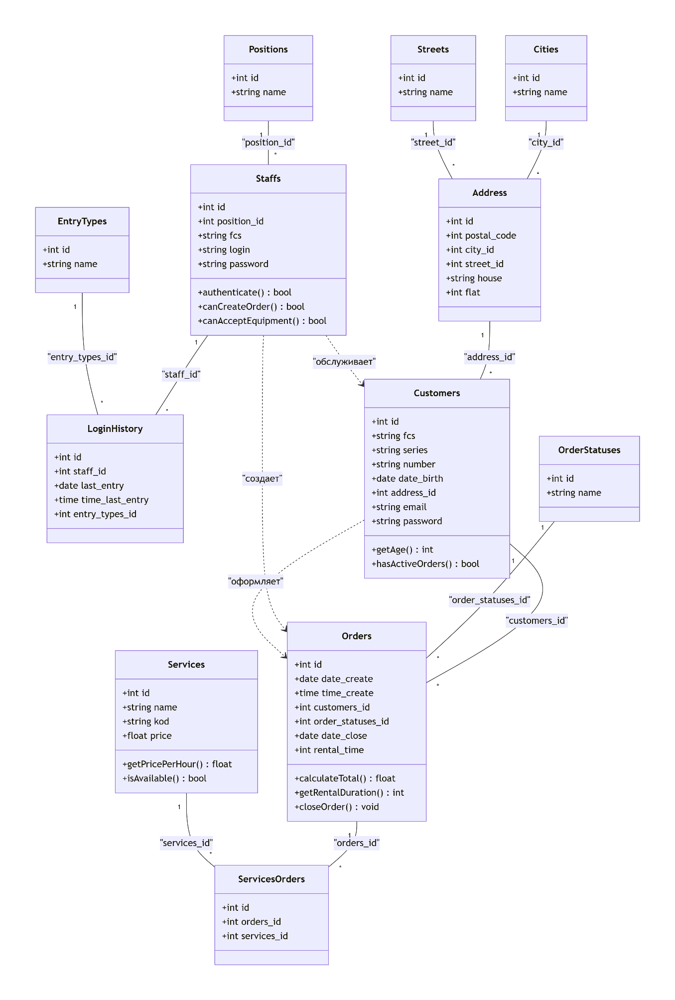 Positions
+int id
+string name
Streets
+int id
+string name
Cities
+int id
+string name
1
"position_id"
*
1
"street_id"
*
1
"city_id"
*
Staffs
+int id
+int position_id
+string fcs
+string login
+string password
+authenticate() : bool
+canCreateOrder() : bool
+canAcceptEquipment() : bool
Address
+int id
+int postal_code
+int city_id
+int street_id
+string house
+int flat
EntryTypes
+int id
+string name
1
"entry_types_id"
*
1
"staff_id"
*
"обслуживает"
1
"address_id"
*
LoginHistory
+int id
+int staff_id
+date last_entry
+time time_last_entry
+int entry_types_id
"создает"
Customers
+int id
+string fcs
+string series
+string number
+date date_birth
+int address_id
+string email
+string password
+getAge() : int
+hasActiveOrders() : bool
OrderStatuses
+int id
+string name
"оформляет"
1
"order_statuses_id"
*
1
"customers_id"
*
Services
+int id
+string name
+string kod
+float price
+getPricePerHour() : float
+isAvailable() : bool
Orders
+int id
+date date_create
+time time_create
+int customers_id
+int order_statuses_id
+date date_close
+int rental_time
+calculateTotal() : float
+getRentalDuration() : int
+closeOrder() : void
1
"services_id"
*
1
"orders_id"
*
ServicesOrders
+int id
+int orders_id
+int services_id